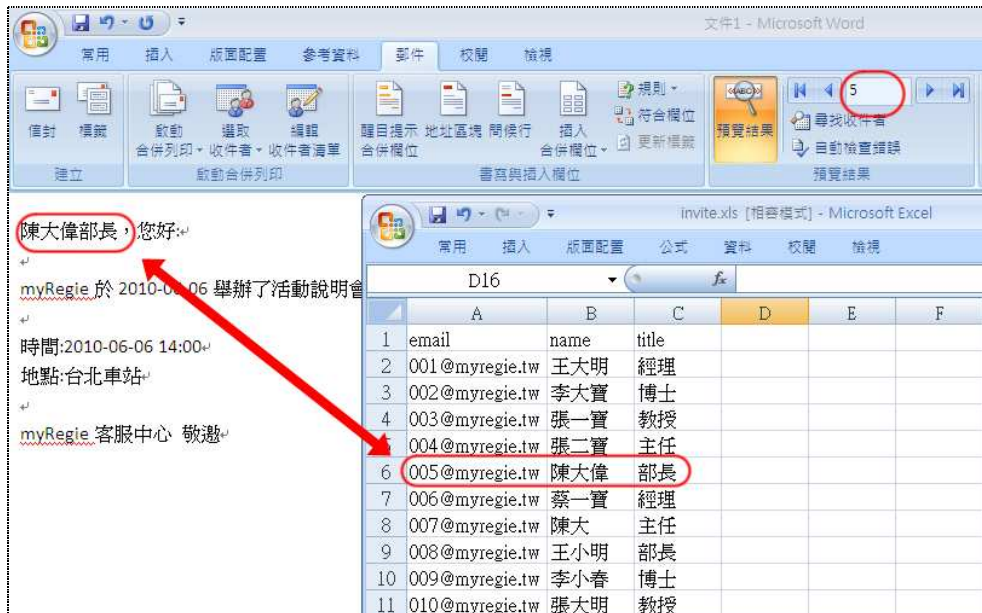 文件1 - Microsoft Word
常用 插入 版面配置 參考資料 郵件 校閱 檢視
信封 標籤 啟動合併列印 選取收件者 編輯收件者清單 醒目提示合併欄位 地址區塊 問候行 插入合併欄位 規則 符合欄位 更新標籤 預覽結果 5 尋找收件者 自動檢查錯誤
建立 啟動合併列印 書寫與插入欄位 預覽結果
陳大偉部長，您好:
myRegie 於 2010-06-06 舉辦了活動說明會
時間:2010-06-06 14:00
地點:台北車站
myRegie 客服中心 敬邀
invite.xls [相容模式] - Microsoft Excel
常用 插入 版面配置 公式 資料 校閱 檢視
D16 fx
A B C D E F
1 email name title
2 001@myregie.tw 王大明 經理
3 002@myregie.tw 李大寶 博士
4 003@myregie.tw 張一寶 教授
004@myregie.tw 張二寶 主任
6 005@myregie.tw 陳大偉 部長
7 006@myregie.tw 蔡一寶 經理
8 007@myregie.tw 陳大 主任
9 008@myregie.tw 王小明 部長
10 009@myregie.tw 李小春 博士
11 010@myregie.tw 張大明 教授